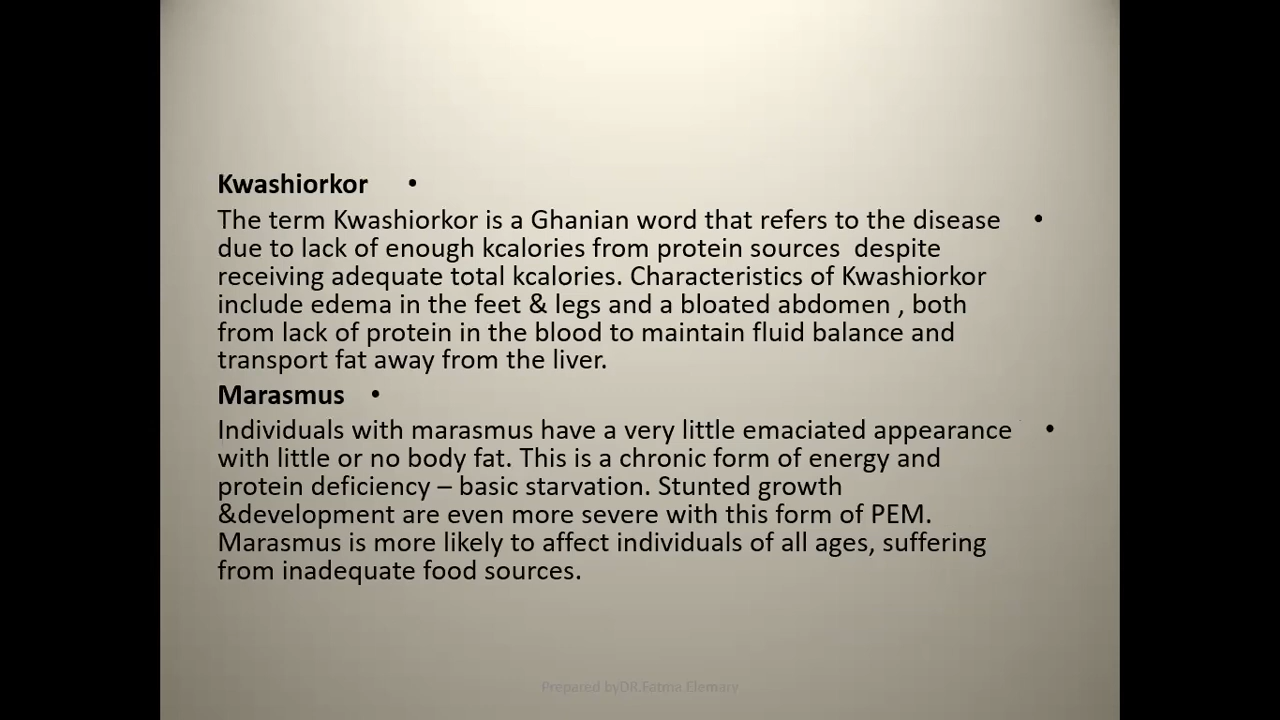 Kwashiorkor •
The term Kwashiorkor is a Ghanian word that refers to the disease •
due to lack of enough kcalories from protein sources despite
receiving adequate total kcalories. Characteristics of Kwashiorkor
include edema in the feet & legs and a bloated abdomen , both
from lack of protein in the blood to maintain fluid balance and
transport fat away from the liver.
Marasmus •
Individuals with marasmus have a very little emaciated appearance •
with little or no body fat. This is a chronic form of energy and
protein deficiency – basic starvation. Stunted growth
&development are even more severe with this form of PEM.
Marasmus is more likely to affect individuals of all ages, suffering
from inadequate food sources.
Prepared byDR.Fatma Elemary